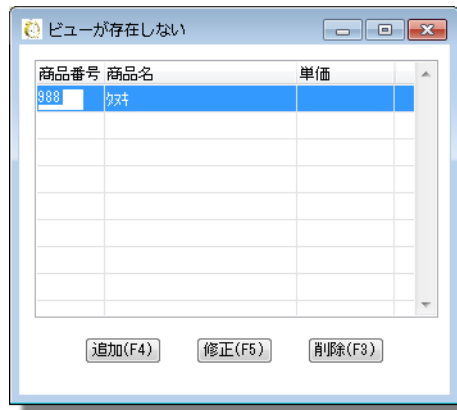 ビューが存在しない
商品番号 商品名 単価
988 ﾀﾇｷ
追加(F4) 修正(F5) 削除(F3)